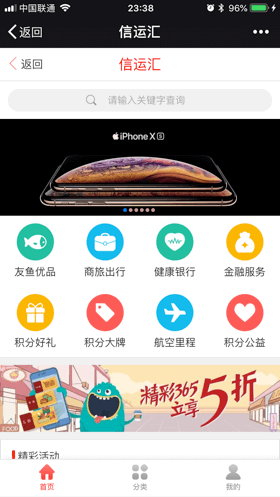 中国联通 23:38 96%
返回 信运汇
返回 信运汇
请输入关键字查询
iPhone XS
友鱼优品 商旅出行 健康银行 金融服务
积分好礼 积分大牌 航空里程 积分公益
精彩365
立享5折
FOOD
精彩活动
首页 分类 我的